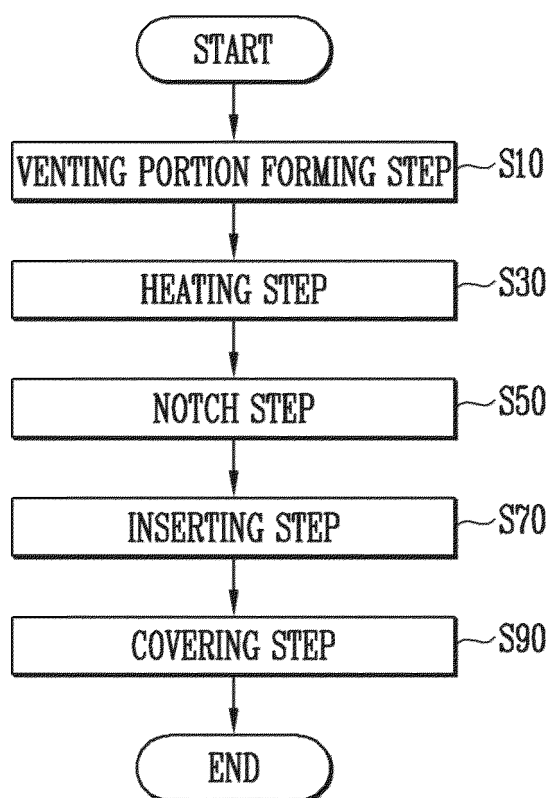 START
VENTING PORTION FORMING STEP S10
HEATING STEP S30
NOTCH STEP S50
INSERTING STEP S70
COVERING STEP S90
END